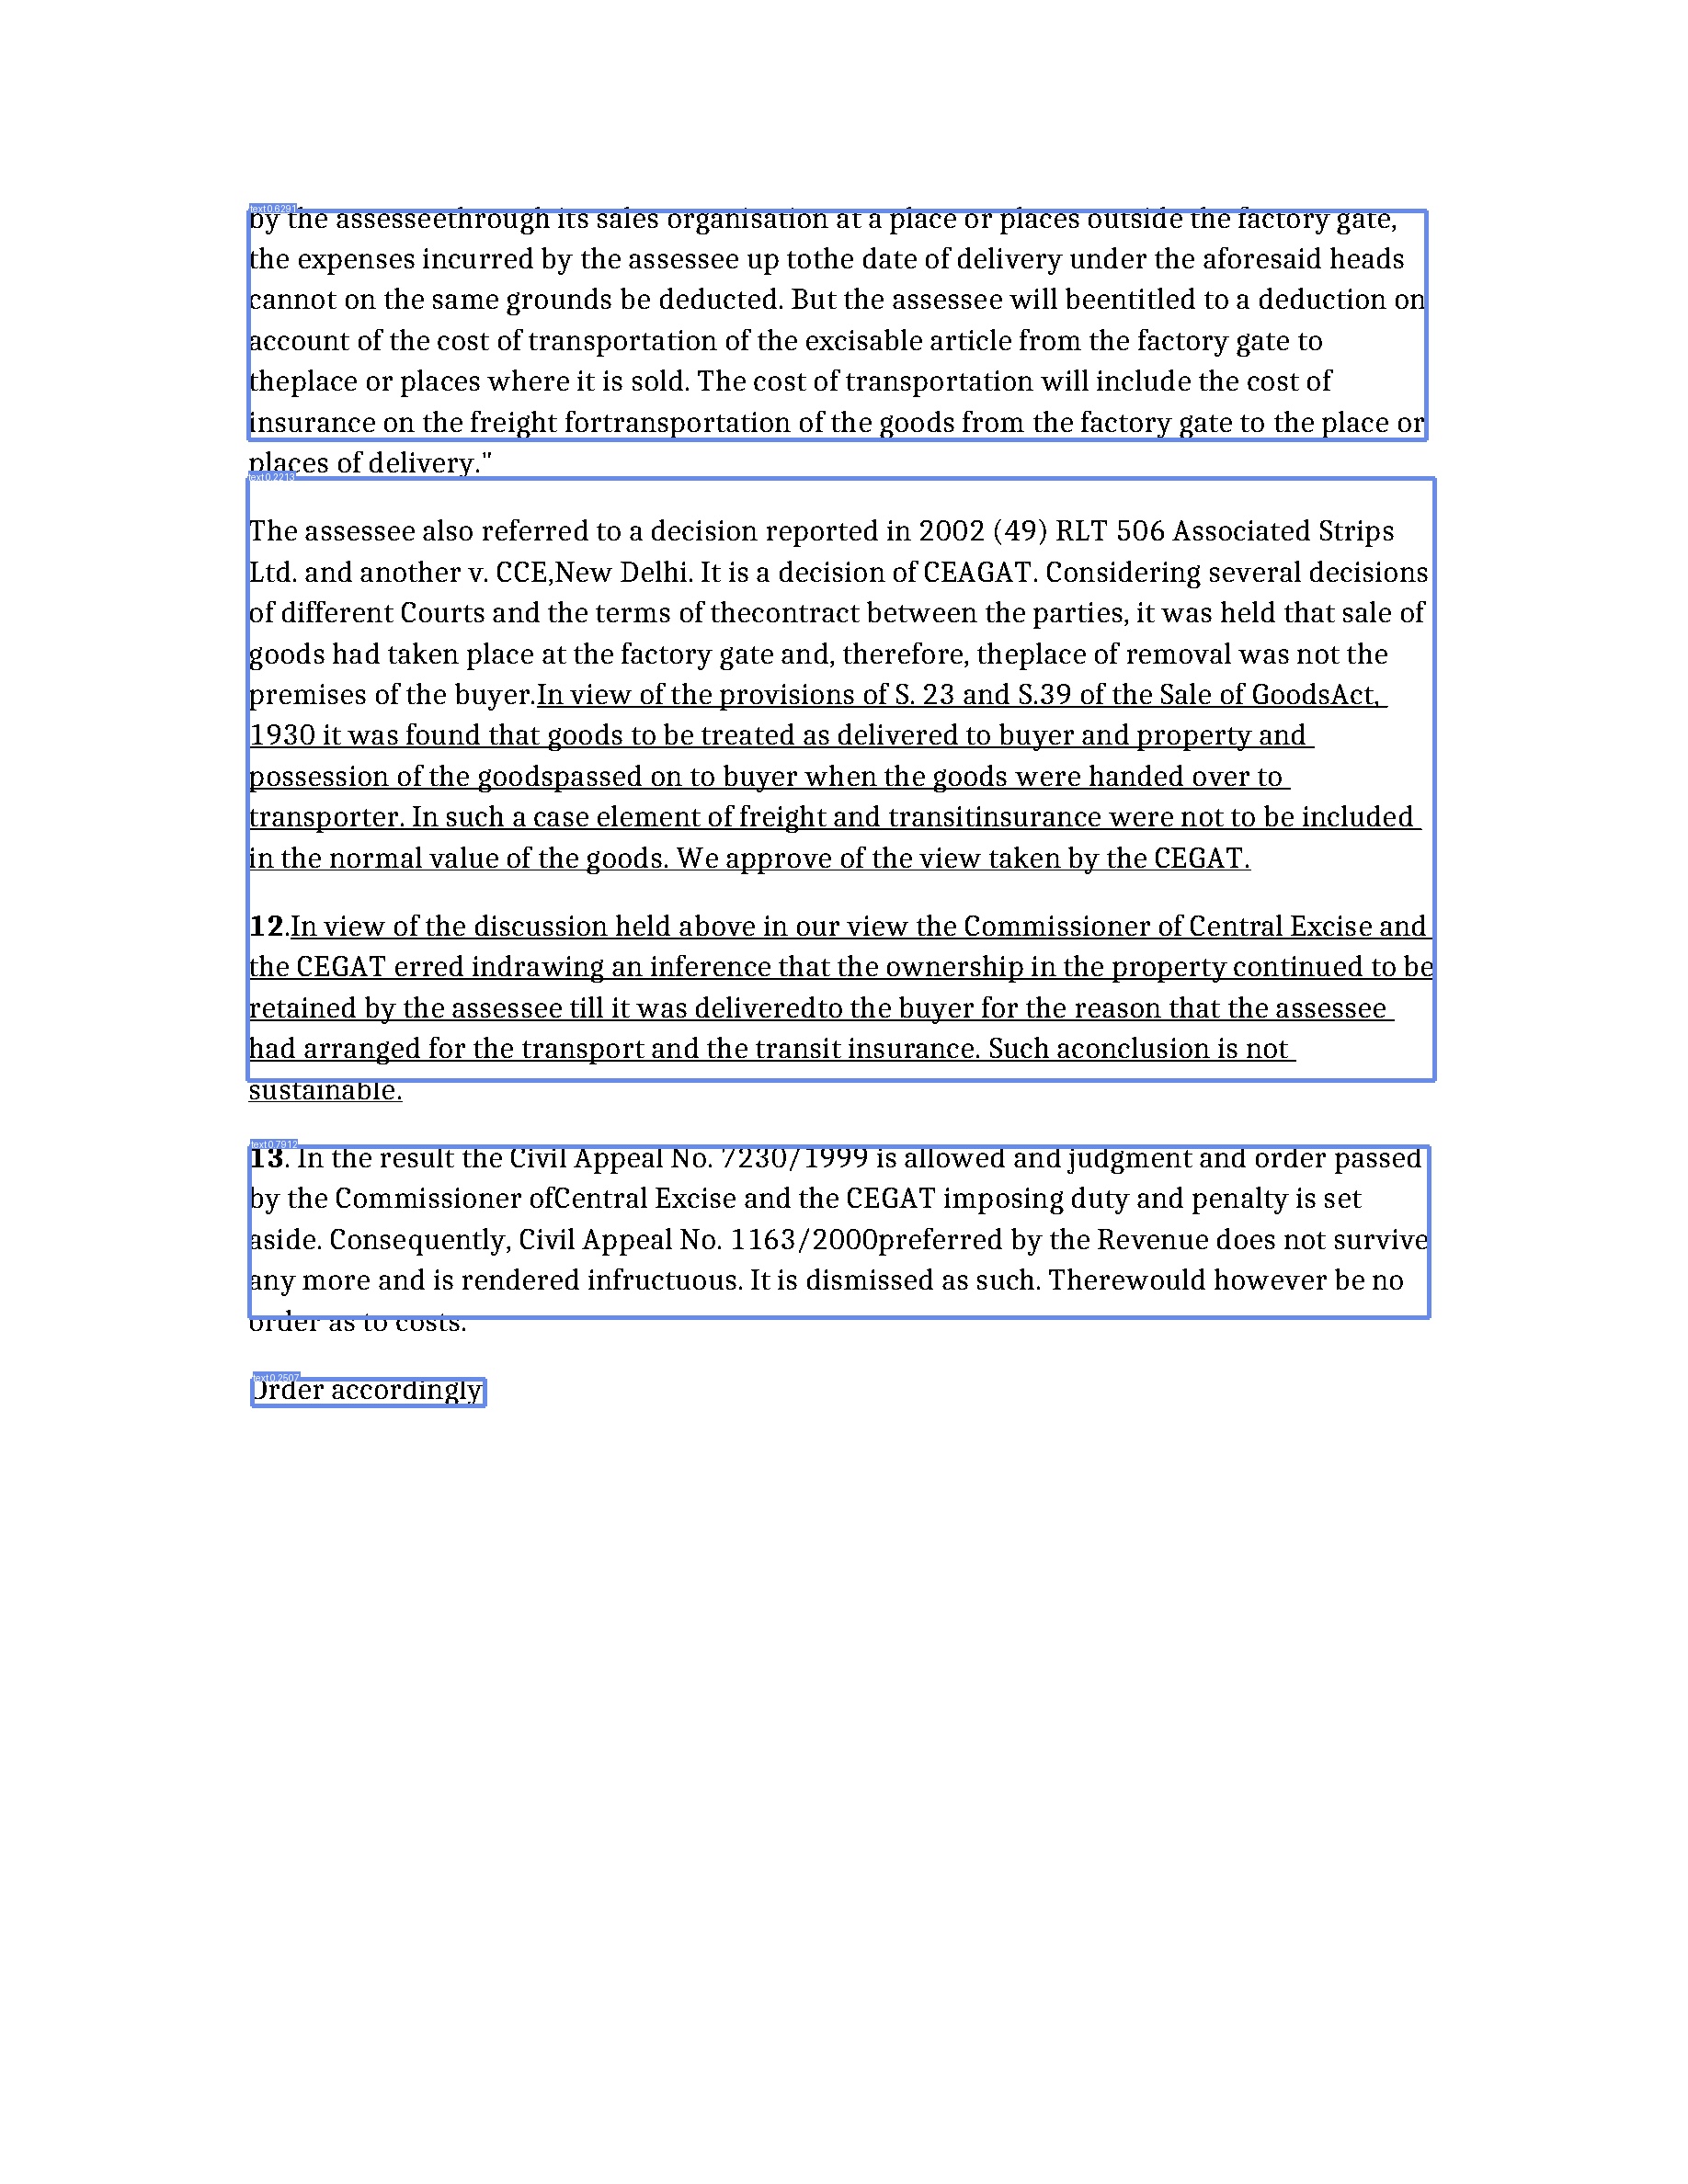 text 0.6291
by the assesseethrough its sales organisation at a place or places outside the factory gate,
the expenses incurred by the assessee up tothe date of delivery under the aforesaid heads
cannot on the same grounds be deducted. But the assessee will beentitled to a deduction on
account of the cost of transportation of the excisable article from the factory gate to
theplace or places where it is sold. The cost of transportation will include the cost of
insurance on the freight fortransportation of the goods from the factory gate to the place or
places of delivery."
text 0.2213
The assessee also referred to a decision reported in 2002 (49) RLT 506 Associated Strips
Ltd. and another v. CCE,New Delhi. It is a decision of CEAGAT. Considering several decisions
of different Courts and the terms of thecontract between the parties, it was held that sale of
goods had taken place at the factory gate and, therefore, theplace of removal was not the
premises of the buyer.In view of the provisions of S. 23 and S.39 of the Sale of GoodsAct,
1930 it was found that goods to be treated as delivered to buyer and property and
possession of the goodspassed on to buyer when the goods were handed over to
transporter. In such a case element of freight and transitinsurance were not to be included
in the normal value of the goods. We approve of the view taken by the CEGAT.
12.In view of the discussion held above in our view the Commissioner of Central Excise and
the CEGAT erred indrawing an inference that the ownership in the property continued to be
retained by the assessee till it was deliveredto the buyer for the reason that the assessee
had arranged for the transport and the transit insurance. Such aconclusion is not
sustainable.
text 0.7912
13. In the result the Civil Appeal No. 7230/1999 is allowed and judgment and order passed
by the Commissioner ofCentral Excise and the CEGAT imposing duty and penalty is set
aside. Consequently, Civil Appeal No. 1163/2000preferred by the Revenue does not survive
any more and is rendered infructuous. It is dismissed as such. Therewould however be no
order as to costs.
text 0.2507
Order accordingly